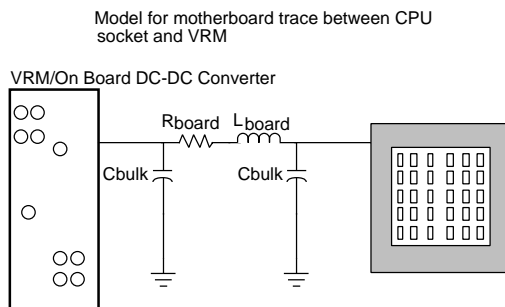 Model for motherboard trace between CPU
socket and VRM
VRM/On Board DC-DC Converter
Rboard
Lboard
Cbulk
Cbulk